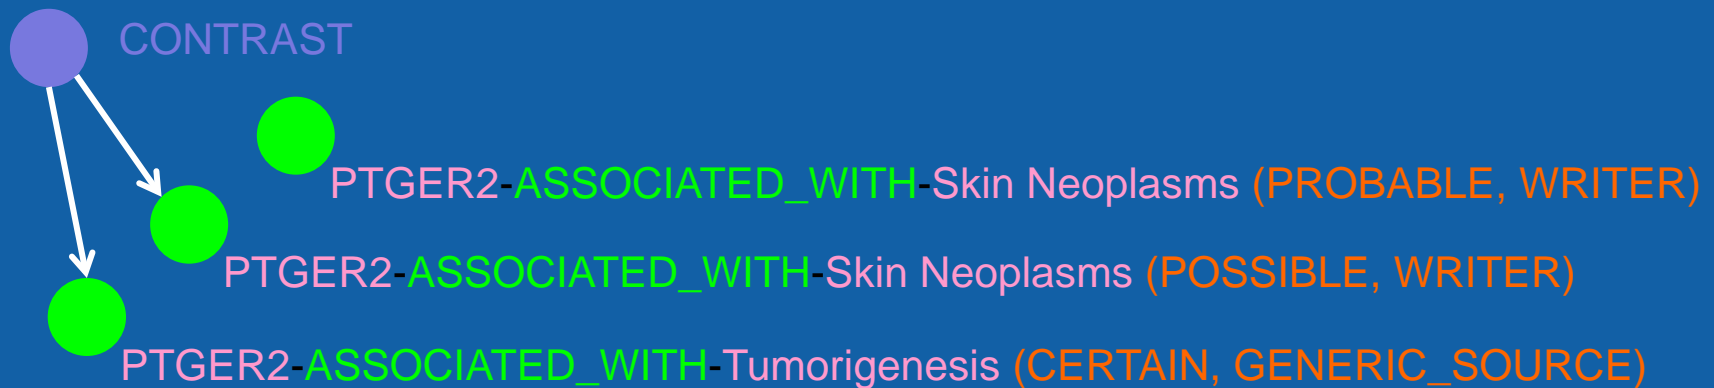 CONTRAST
PTGER2-ASSOCIATED_WITH-Skin Neoplasms (PROBABLE, WRITER)
PTGER2-ASSOCIATED_WITH-Skin Neoplasms (POSSIBLE, WRITER)
PTGER2-ASSOCIATED_WITH-Tumorigenesis (CERTAIN, GENERIC_SOURCE)